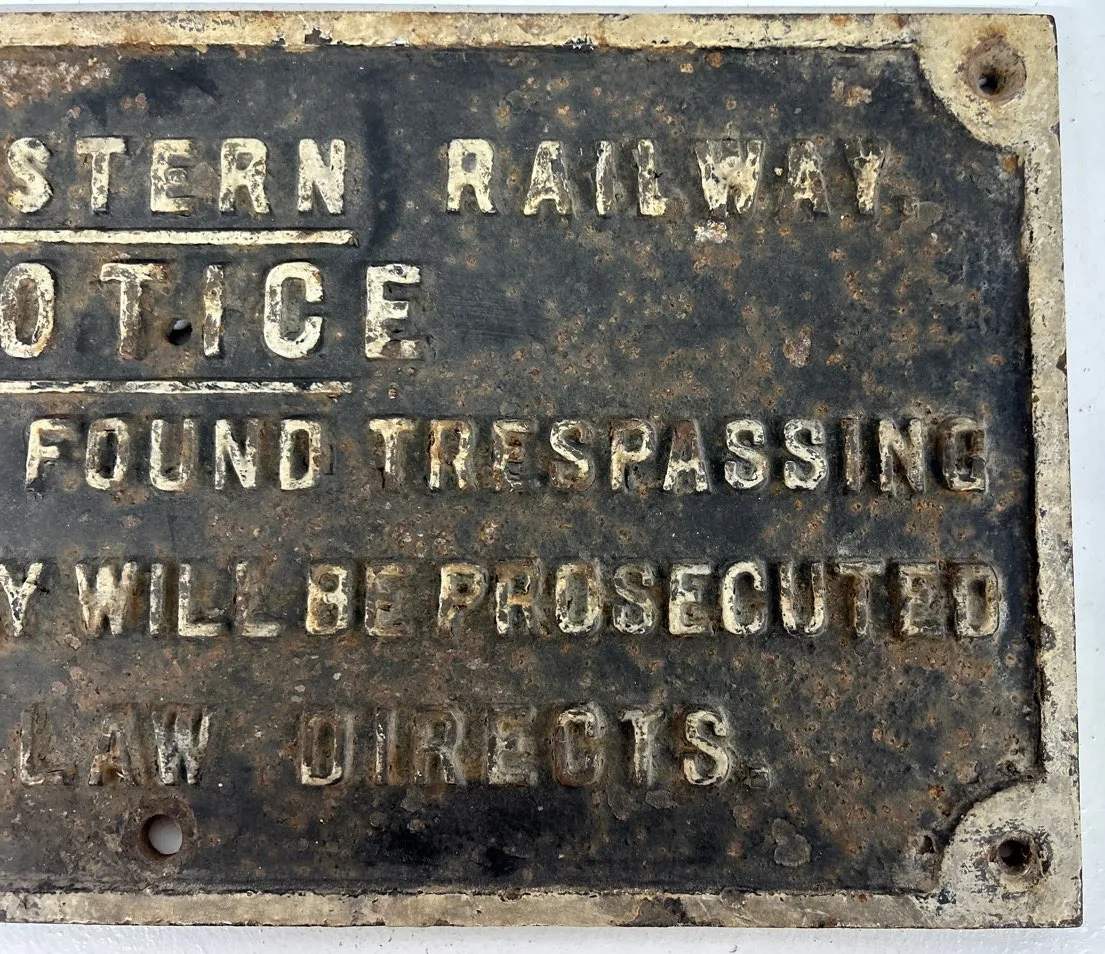 STERN RAILWAY.
OTICE
FOUND TRESPASSING
Y WILL BE PROSECUTED
LAW DIRECTS.